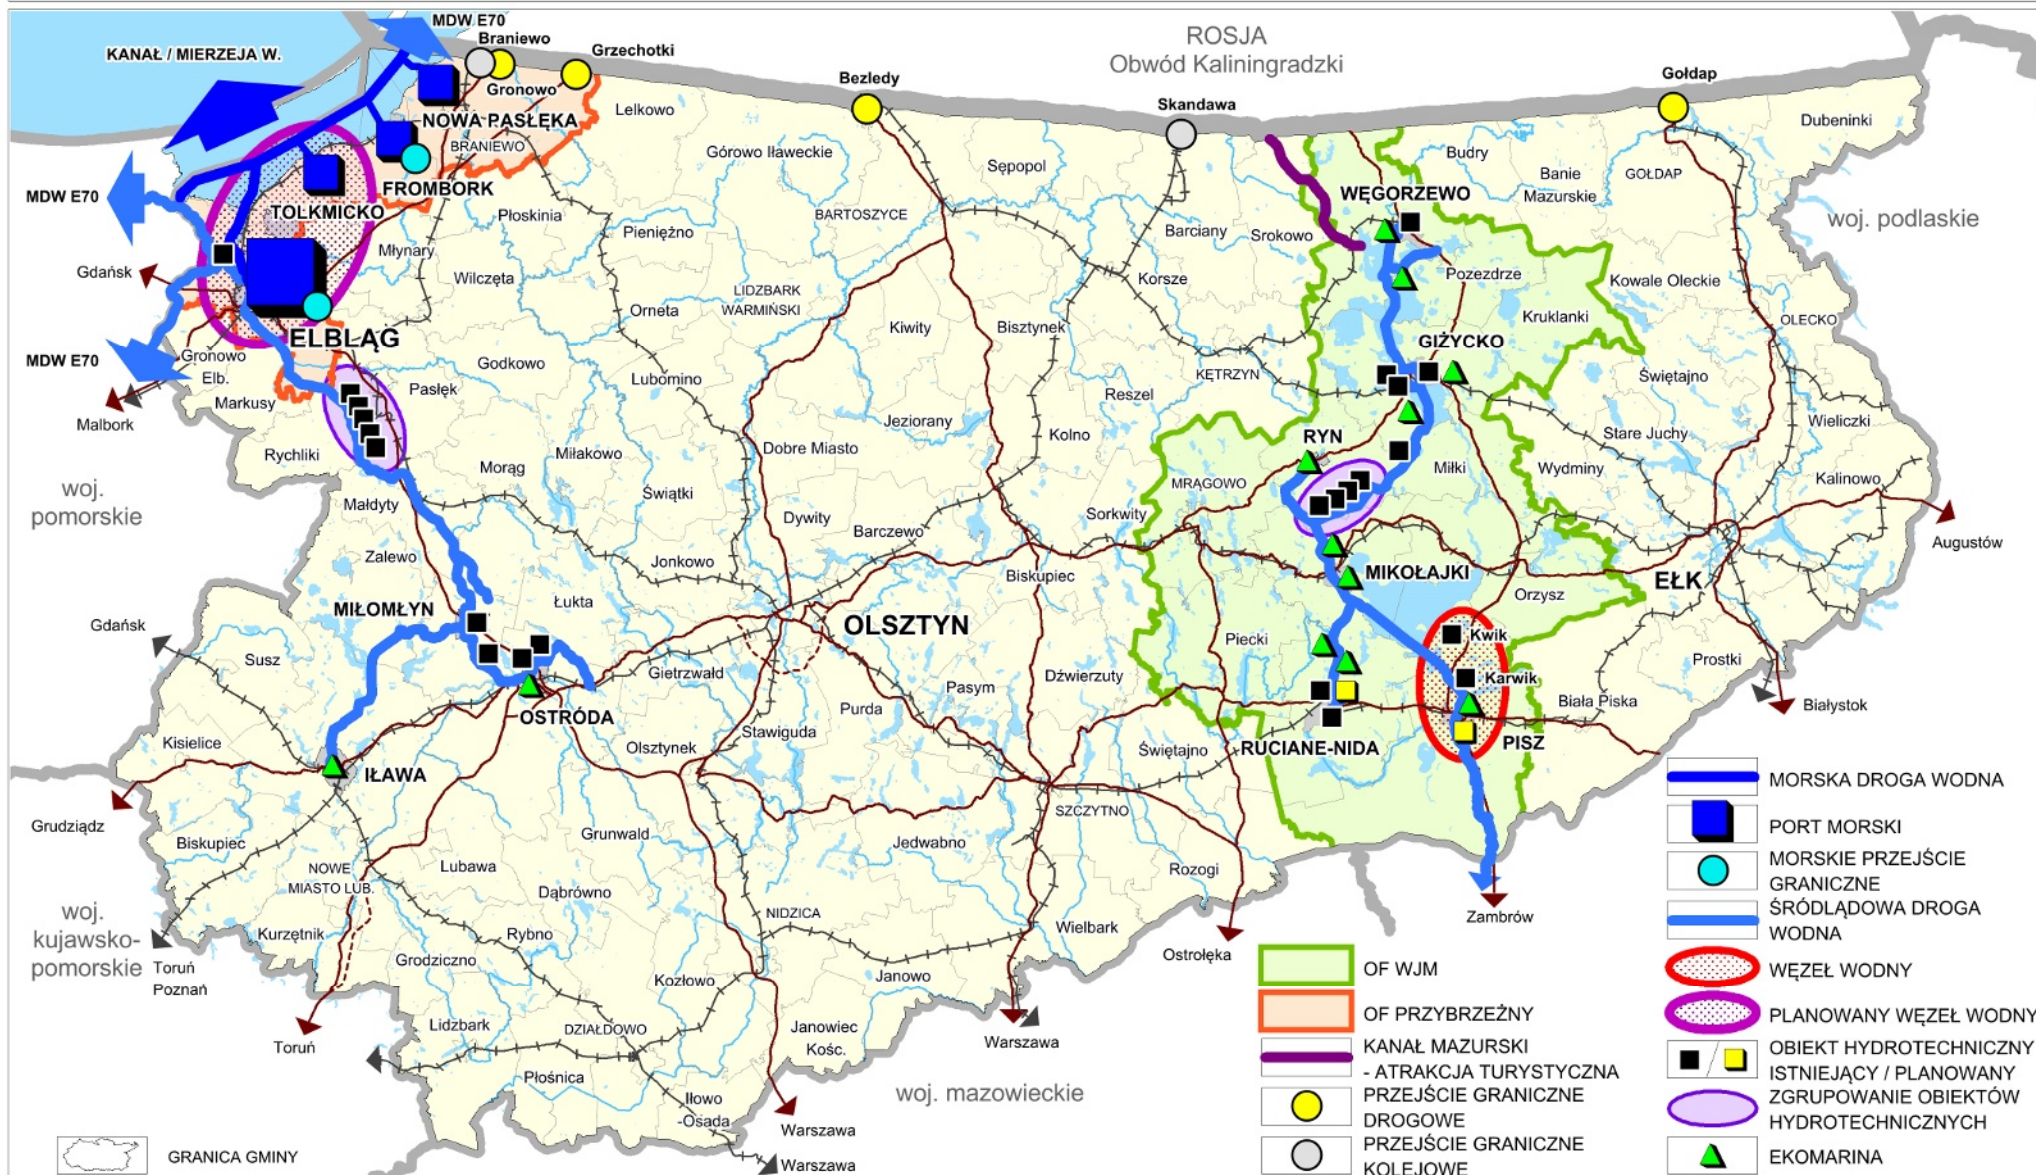 MDW E70
KANAŁ / MIERZEJA W.
Braniewo
Grzechotki
Gronowo
ROSJA
Obwód Kaliningradzki
Bezledy
Skandawa
Gołdap
Lelkowo
Dubeninki
NOWA PASŁĘKA
BRANIEWO
Górowo Iławeckie
Sępopol
Budry
Banie
Mazurskie
GOŁDAP
MDW E70
FROMBORK
WĘGORZEWO
woj. podlaskie
TOLKMICKO
Płoskinia
BARTOSZYCE
Pieniężno
Barciany
Srokowo
Młynary
Młynary
Gdańsk
Wilczęta
Korsze
Pozezdrze
Kowale Oleckie
LIDZBARK
WARMIŃSKI
Orneta
Kiwity
Bisztynek
Kruklanki
OLECKO
ELBLĄG
GIŻYCKO
MDW E70
Gronowo
Elb.
Godkowo
Lubomino
KĘTRZYN
Świętajno
Pasłęk
Reszel
Markusy
Malbork
Jeziorany
Wieliczki
Kolno
RYN
Stare Juchy
Rychliki
Miłakowo
Dobre Miasto
Morąg
Miłki
Wydminy
woj.
pomorskie
Świątki
MRĄGOWO
Kalinowo
Małdyty
Dywity
Sorkwity
Barczewo
Augustów
Zalewo
Jonkowo
Biskupiec
MIKOŁAJKI
EŁK
Orzysz
MIŁOMŁYN
Łukta
Gdańsk
OLSZTYN
Piecki
Kwik
Susz
Gietrzwałd
Dźwierzuty
Prostki
Karwik
Pasym
Purda
Biała Piska
Białystok
OSTRÓDA
Stawiguda
Kisielice
Olsztynek
Świętajno
RUCIANE-NIDA
PISZ
IŁAWA
Grudziądz
SZCZYTNO
Grunwald
Biskupiec
Jedwabno
Rozogi
NOWE
MIASTO LUB.
Lubawa
Dąbrówno
Zambrów
woj.
kujawsko-
pomorskie
NIDZICA
Kurzętnik
Rybno
Wielbark
Ostrołęka
Toruń
Poznań
Grodziczno
Kozłowo
Janowo
Lidzbark
DZIAŁDOWO
Janowiec
Kośc.
Toruń
Warszawa
Płośnica
woj. mazowieckie
Iłowo
-Osada
Warszawa
Warszawa
GRANICA GMINY
OF WJM
OF PRZYBRZEŻNY
KANAŁ MAZURSKI
- ATRAKCJA TURYSTYCZNA
PRZEJŚCIE GRANICZNE
DROGOWE
PRZEJŚCIE GRANICZNE
KOLEJOWE
MORSKA DROGA WODNA
PORT MORSKI
MORSKIE PRZEJŚCIE
GRANICZNE
ŚRÓDLĄDOWA DROGA
WODNA
WĘZEŁ WODNY
PLANOWANY WĘZEŁ WODNY
OBIEKT HYDROTECHNICZNY
ISTNIEJĄCY / PLANOWANY
ZGRUPOWANIE OBIEKTÓW
HYDROTECHNICZNYCH
EKOMARINA